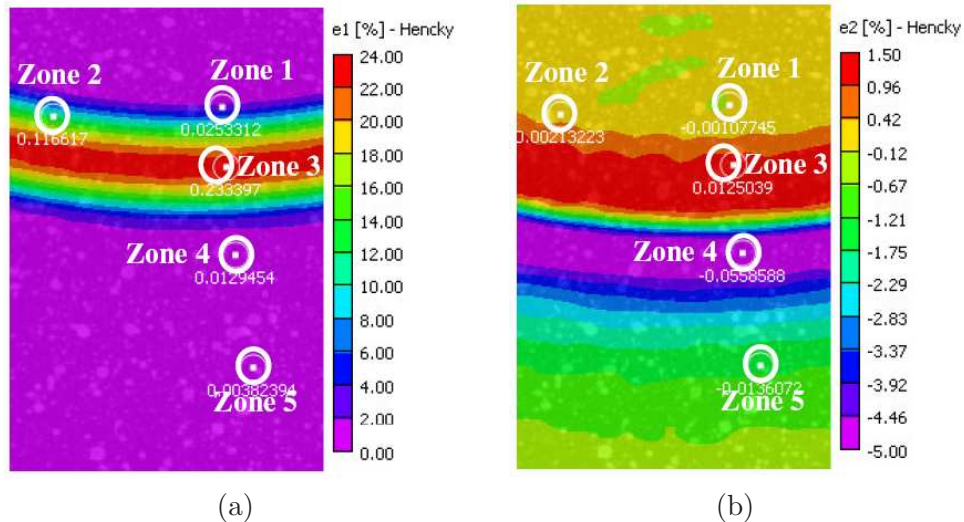 e1 [%] - Hencky
24.00
22.00
20.00
18.00
16.00
14.00
12.00
10.00
8.00
6.00
4.00
2.00
0.00
Zone 2
Zone 1
0.116617
0.0253312
Zone 3
0.233397
Zone 4
0.0129454
0.00382394
Zone 5
(a)
e2 [%] - Hencky
1.50
0.96
0.42
-0.12
-0.67
-1.21
-1.75
-2.29
-2.83
-3.37
-3.92
-4.46
-5.00
Zone 2
Zone 1
0.00213223
-0.00107745
Zone 3
0.0125039
Zone 4
-0.0558588
-0.0136072
Zone 5
(b)